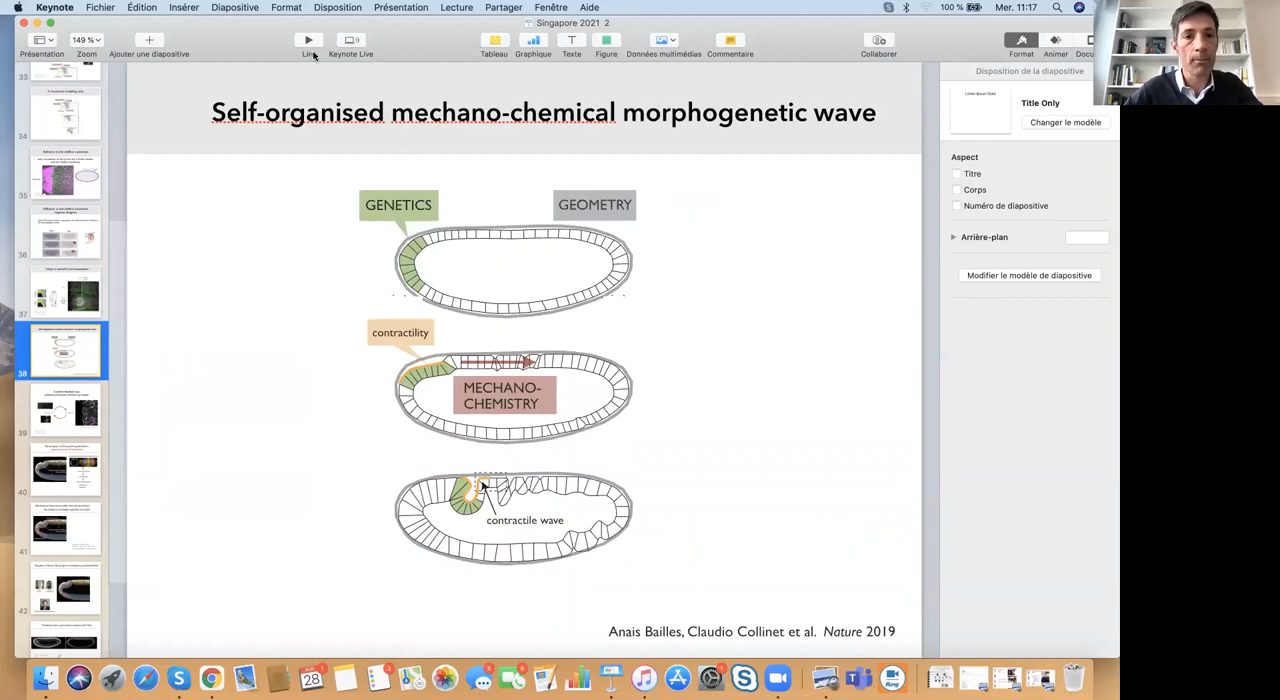 Keynote Fichier Édition Insérer Diapositive Format Disposition Présentation Lecture Partager Fenêtre Aide 100 % Mer. 11:17
Singapore 2021 2
149 %
Présentation Zoom Ajouter une diapositive Keynote Live Tableau Graphique Texte Figure Données multimédias Commentaire Collaborer Format Animer
33
34
35
36
37
38
39
40
41
42
Self-organised mechano-chemical morphogenetic wave
GENETICS
GEOMETRY
contractility
MECHANO-
CHEMISTRY
contractile wave
Anais Bailles, Claudio Collinet et al. Nature 2019
Disposition de la diapositive
Title Only
Changer le modèle
Aspect
Titre
Corps
Numéro de diapositive
Arrière-plan
Modifier le modèle de diapositive
28